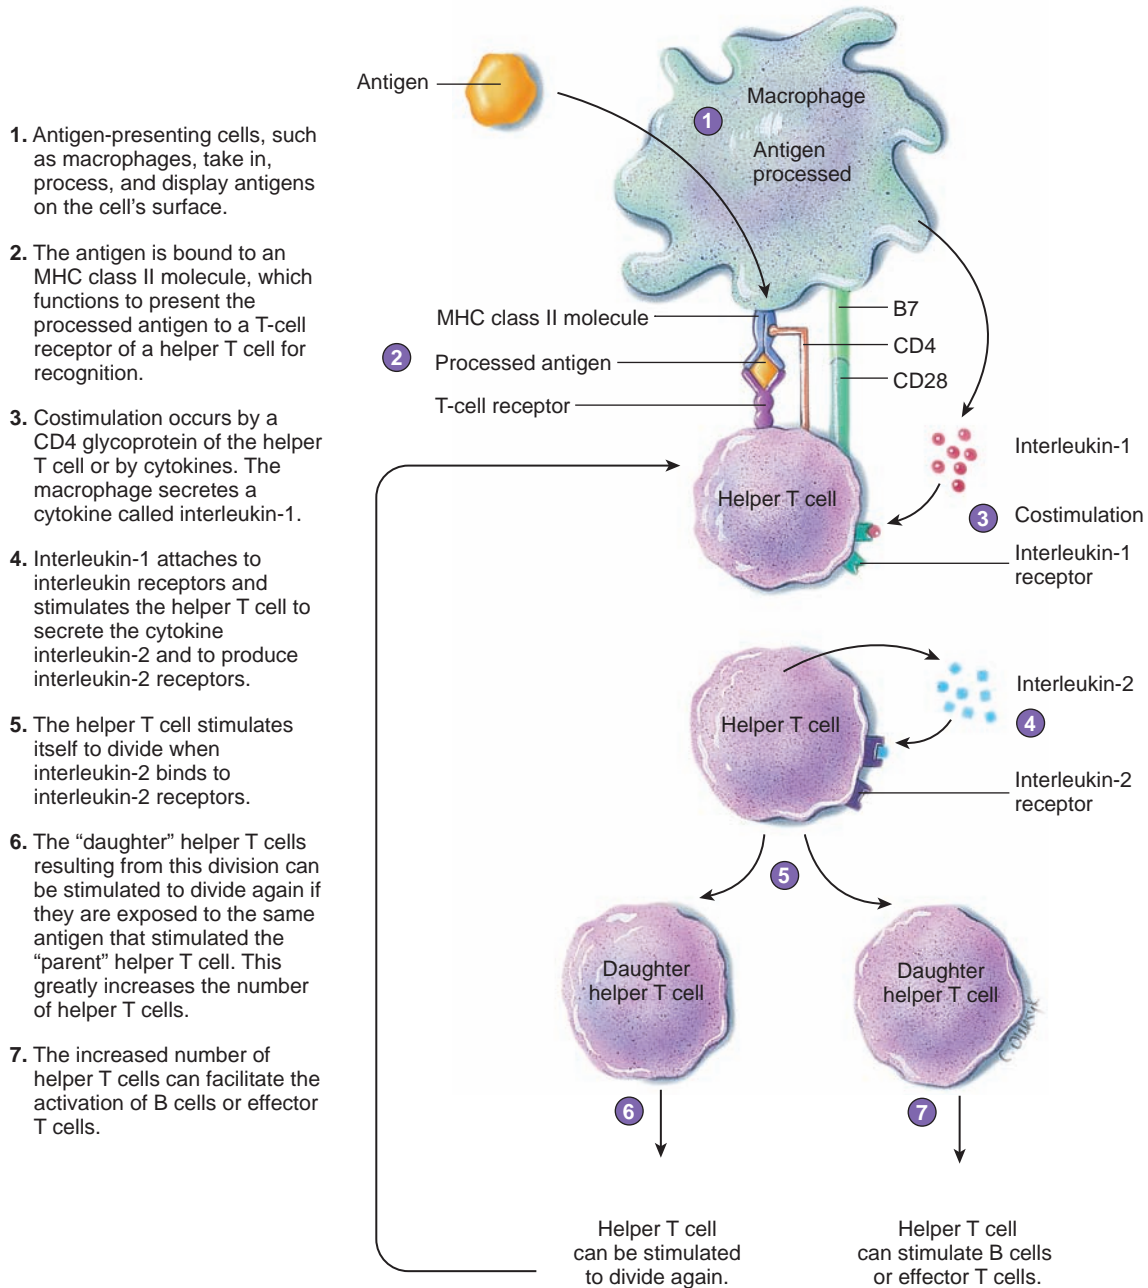 1. Antigen-presenting cells, such
as macrophages, take in,
process, and display antigens
on the cell's surface.
2. The antigen is bound to an
MHC class II molecule, which
functions to present the
processed antigen to a T-cell
receptor of a helper T cell for
recognition.
3. Costimulation occurs by a
CD4 glycoprotein of the helper
T cell or by cytokines. The
macrophage secretes a
cytokine called interleukin-1.
4. Interleukin-1 attaches to
interleukin receptors and
stimulates the helper T cell to
secrete the cytokine
interleukin-2 and to produce
interleukin-2 receptors.
5. The helper T cell stimulates
itself to divide when
interleukin-2 binds to
interleukin-2 receptors.
6. The “daughter” helper T cells
resulting from this division can
be stimulated to divide again if
they are exposed to the same
antigen that stimulated the
“parent” helper T cell. This
greatly increases the number
of helper T cells.
7. The increased number of
helper T cells can facilitate the
activation of B cells or effector
T cells.
Antigen
1
Macrophage
Antigen
processed
MHC class II molecule
2
Processed antigen
T-cell receptor
B7
CD4
CD28
Helper T cell
Interleukin-1
3
Costimulation
Interleukin-1
receptor
Helper T cell
Interleukin-2
4
Interleukin-2
receptor
5
Daughter
helper T cell
Daughter
helper T cell
6
7
Helper T cell
can be stimulated
to divide again.
Helper T cell
can stimulate B cells
or effector T cells.